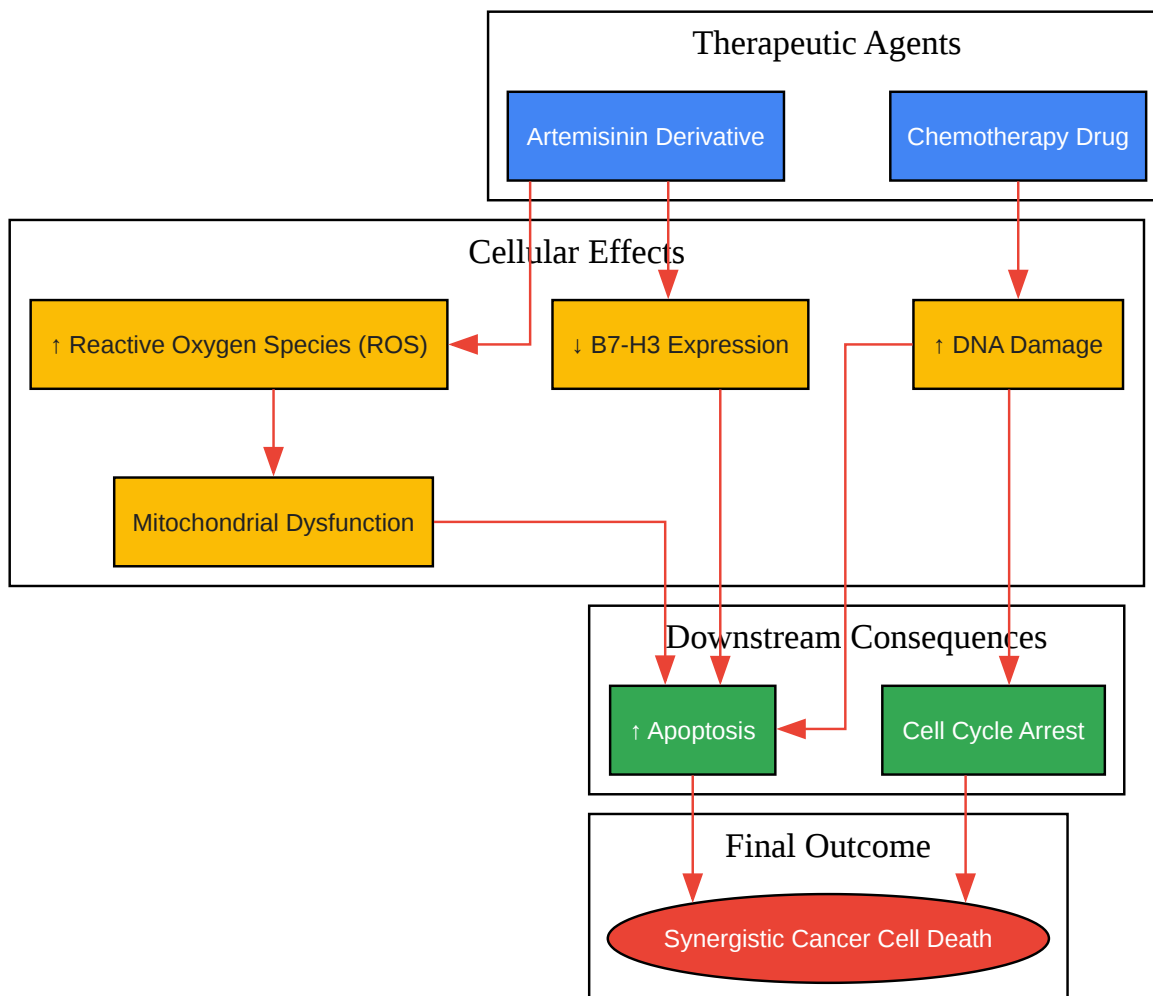 Therapeutic Agents
Artemisinin Derivative
Chemotherapy Drug
Cellular Effects
↑ Reactive Oxygen Species (ROS)
↓ B7-H3 Expression
↑ DNA Damage
Mitochondrial Dysfunction
Downstream Consequences
↑ Apoptosis
Cell Cycle Arrest
Final Outcome
Synergistic Cancer Cell Death